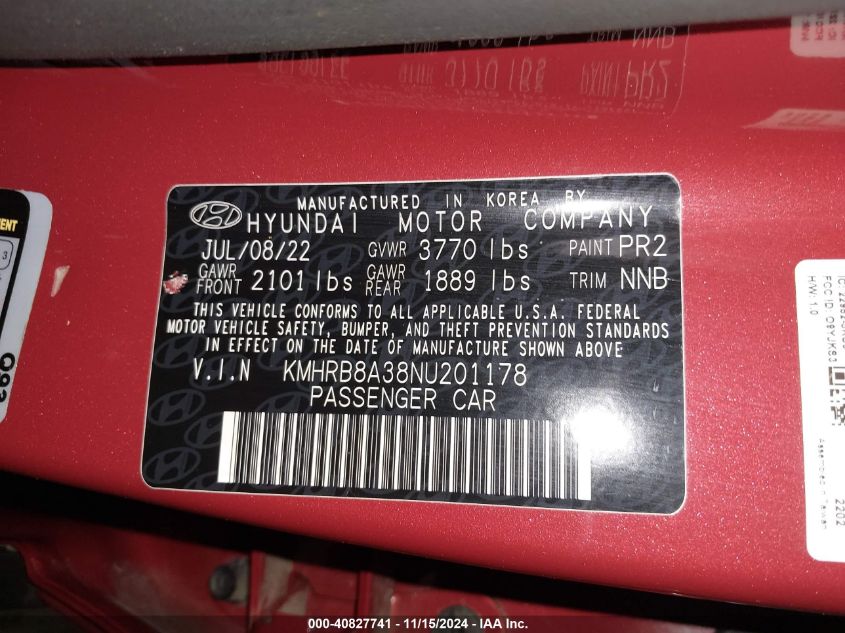 MANUFACTURED IN KOREA BY
HYUNDAI MOTOR COMPANY
JUL/08/22 GVWR 3770 lbs PAINT PR2
GAWR FRONT 2101 lbs GAWR REAR 1889 lbs TRIM NNB
THIS VEHICLE CONFORMS TO ALL APPLICABLE U.S.A. FEDERAL
MOTOR VEHICLE SAFETY, BUMPER, AND THEFT PREVENTION STANDARDS
IN EFFECT ON THE DATE OF MANUFACTURE SHOWN ABOVE
V.I.N KMHRB8A38NU201178
PASSENGER CAR
H/W:1.0
2202
000-40827741 - 11/15/2024 - IAA Inc.